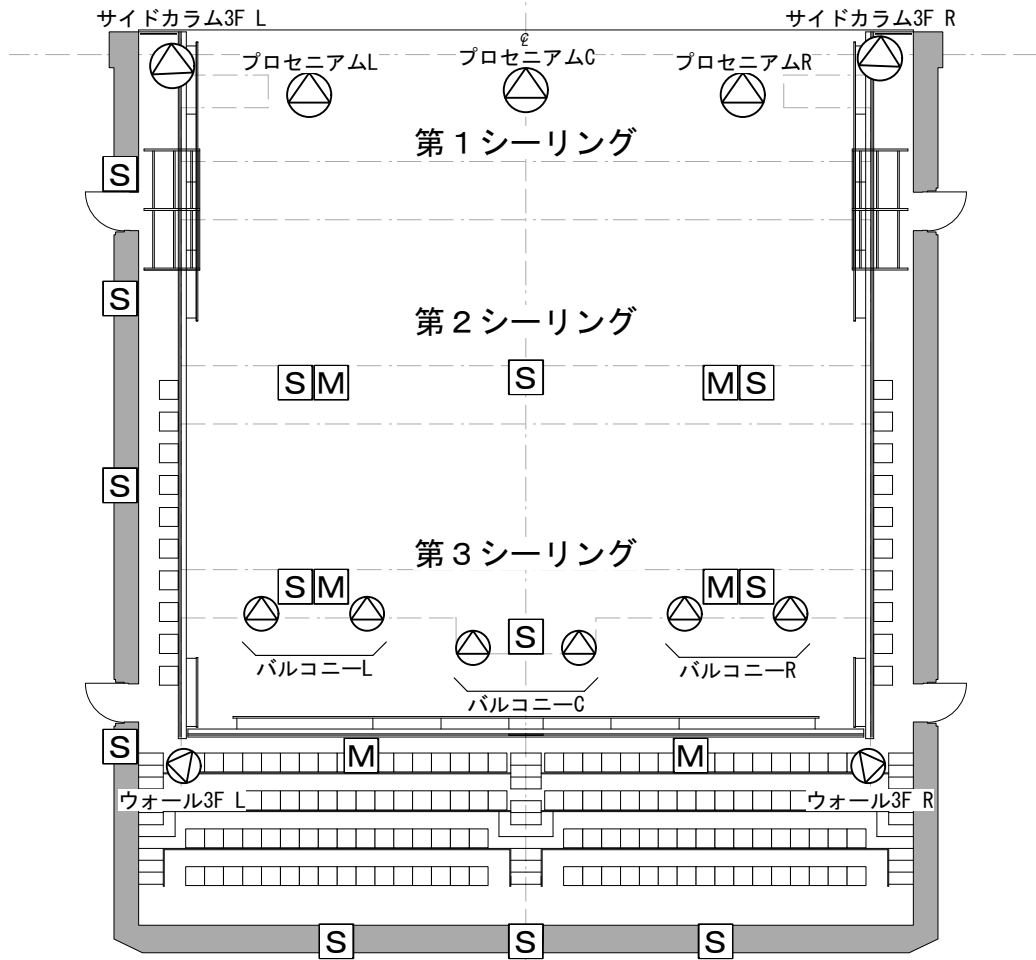 サイドカラム3F L
サイドカラム3F R
℄
プロセニアムL
プロセニアムC
プロセニアムR
第1シーリング
S
S
第2シーリング
S M
S
M S
S
第3シーリング
S M
M S
S
バルコニーL
バルコニーR
バルコニーC
S
M
M
ウォール3F L
ウォール3F R
S
S
S